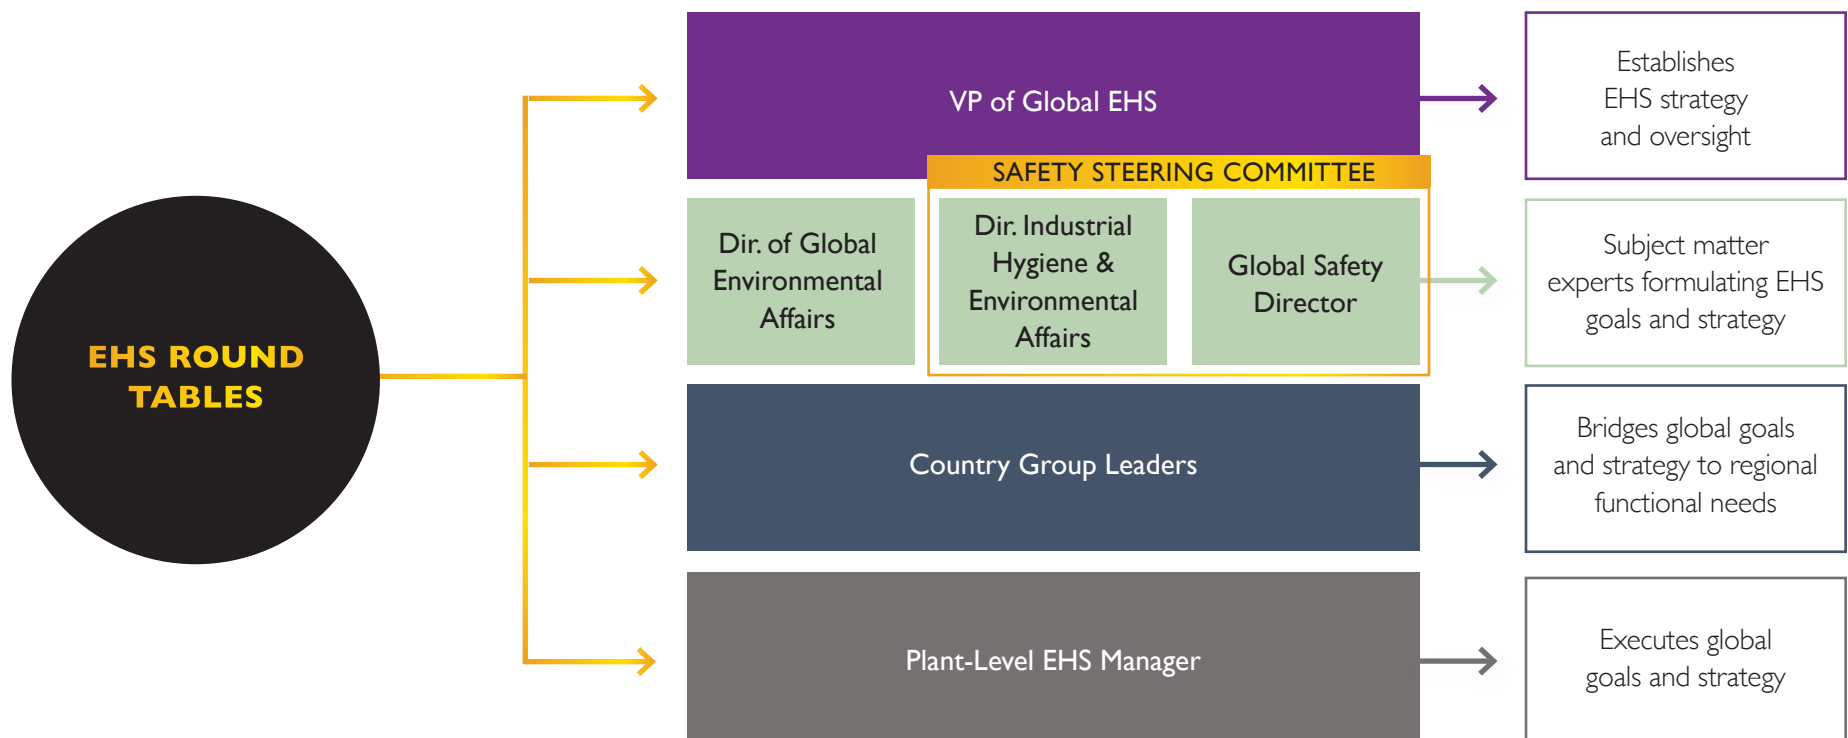 EHS ROUND
TABLES
VP of Global EHS
Establishes
EHS strategy
and oversight
SAFETY STEERING COMMITTEE
Dir. of Global
Environmental
Affairs
Dir. Industrial
Hygiene &
Environmental
Affairs
Global Safety
Director
Subject matter
experts formulating EHS
goals and strategy
Country Group Leaders
Bridges global goals
and strategy to regional
functional needs
Plant-Level EHS Manager
Executes global
goals and strategy